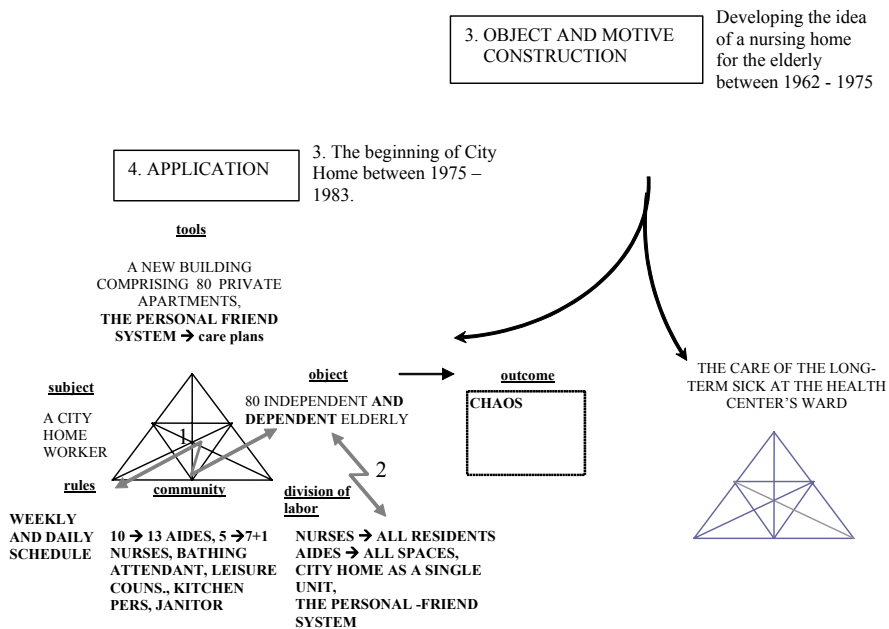 3. OBJECT AND MOTIVE
CONSTRUCTION
Developing the idea
of a nursing home
for the elderly
between 1962 - 1975
4. APPLICATION
3. The beginning of City
Home between 1975 –
1983.
tools
A NEW BUILDING
COMPRISING 80 PRIVATE
APARTMENTS,
THE PERSONAL FRIEND
SYSTEM → care plans
subject
A CITY
HOME
WORKER
object
80 INDEPENDENT AND
DEPENDENT ELDERLY
outcome
CHAOS
THE CARE OF THE LONG-
TERM SICK AT THE HEALTH
CENTER'S WARD
1
2
rules
WEEKLY
AND DAILY
SCHEDULE
community
10 → 13 AIDES, 5 →7+1
NURSES, BATHING
ATTENDANT, LEISURE
COUNS., KITCHEN
PERS, JANITOR
division of
labor
NURSES → ALL RESIDENTS
AIDES → ALL SPACES,
CITY HOME AS A SINGLE
UNIT,
THE PERSONAL -FRIEND
SYSTEM